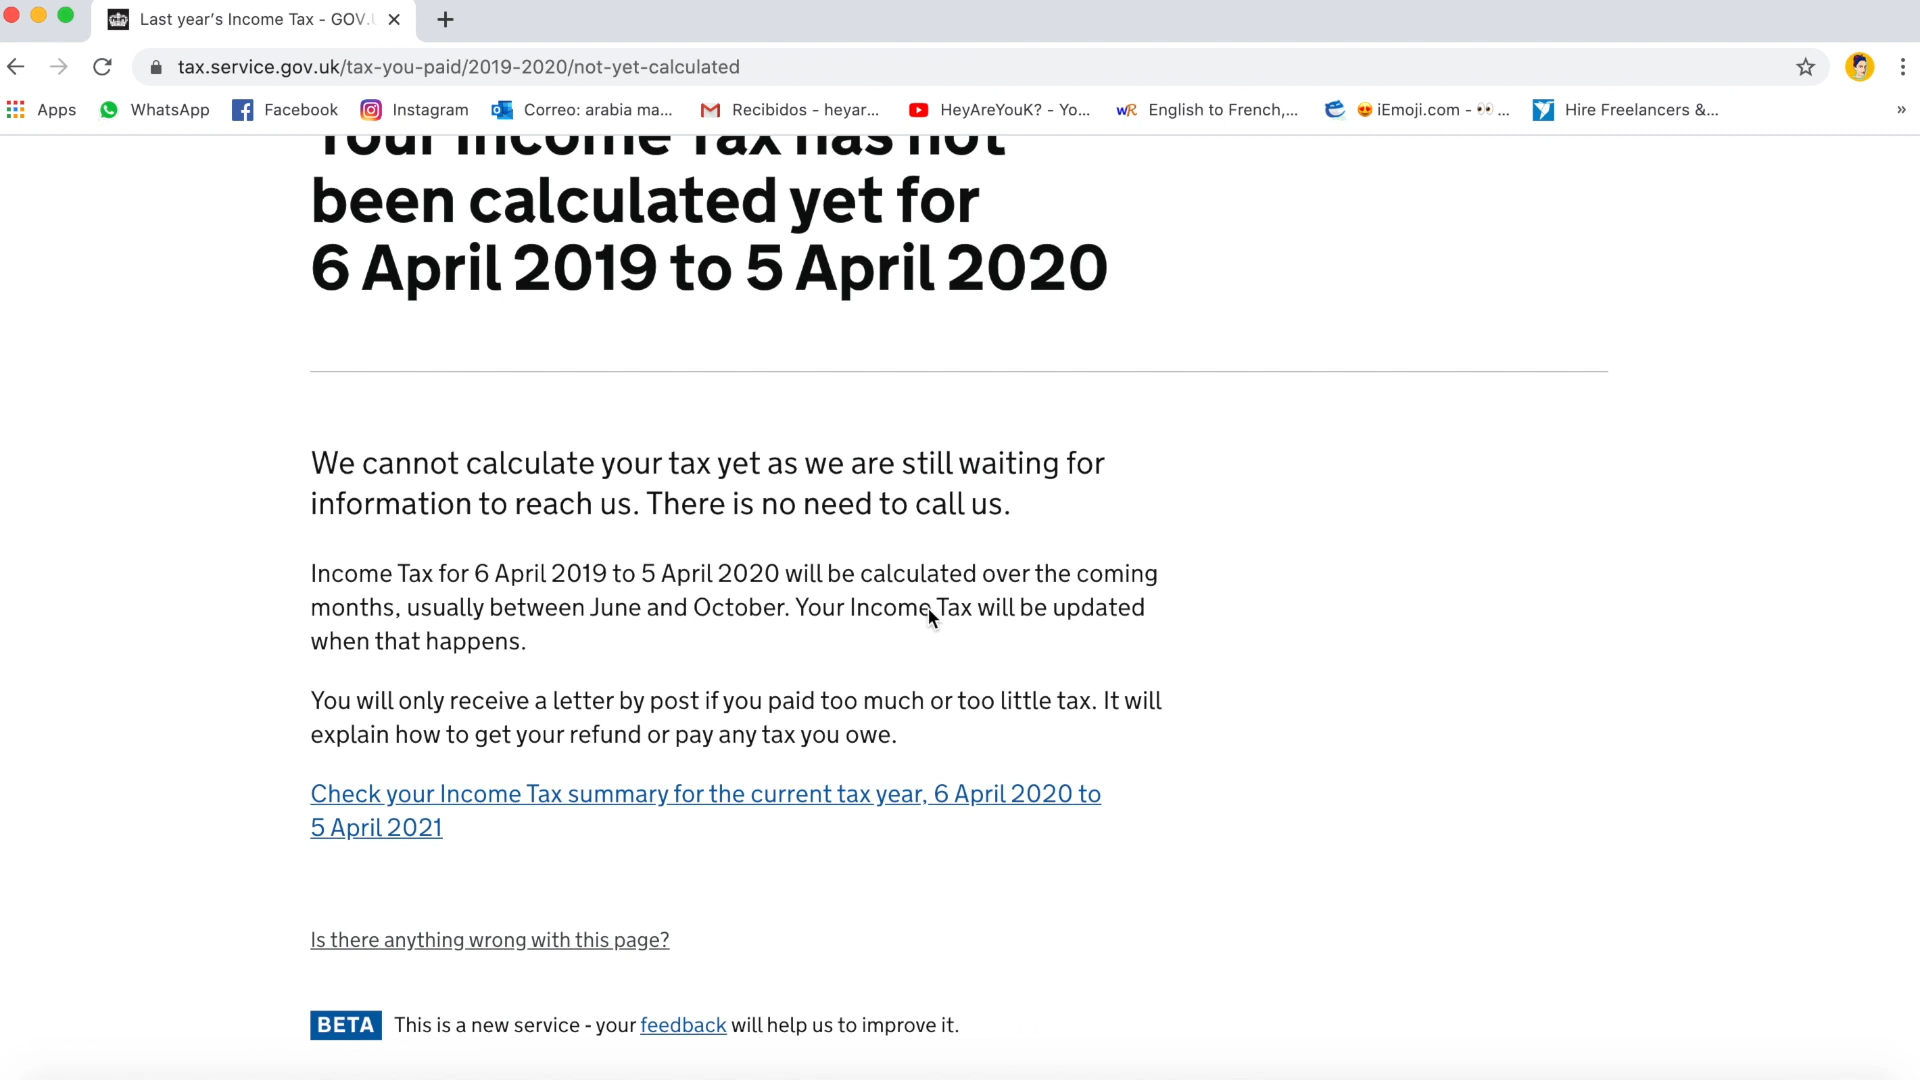 Last year's Income Tax - GOV.
tax.service.gov.uk/tax-you-paid/2019-2020/not-yet-calculated
Apps WhatsApp Facebook Instagram Correo: arabia ma... Recibidos - heyar... HeyAreYouK? - Yo... WR English to French,... 😍 iEmoji.com - 👀 ... Hire Freelancers &... »
Your Income Tax has not
been calculated yet for
6 April 2019 to 5 April 2020
We cannot calculate your tax yet as we are still waiting for
information to reach us. There is no need to call us.
Income Tax for 6 April 2019 to 5 April 2020 will be calculated over the coming
months, usually between June and October. Your Income Tax will be updated
when that happens.
You will only receive a letter by post if you paid too much or too little tax. It will
explain how to get your refund or pay any tax you owe.
Check your Income Tax summary for the current tax year, 6 April 2020 to
5 April 2021
Is there anything wrong with this page?
BETA This is a new service - your feedback will help us to improve it.